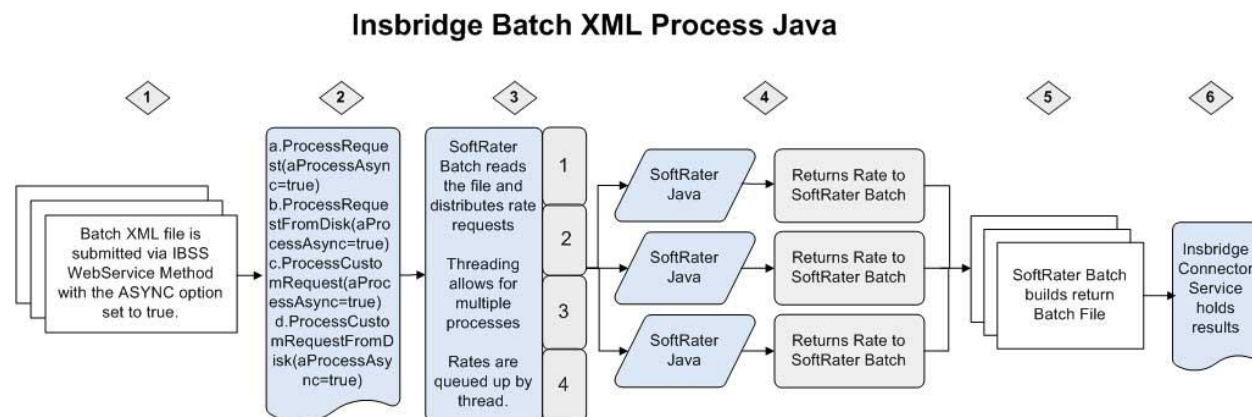 Insbridge Batch XML Process Java
1
2
3
4
5
6
Batch XML file is
submitted via IBSS
WebService Method
with the ASYNC option
set to true.
a.ProcessReque
st(aProcessAsyn
c=true)
b.ProcessReque
stFromDisk(aPro
cessAsync=true)
c.ProcessCusto
mRequest(aProc
essAsync=true)
d.ProcessCusto
mRequestFromD
isk(aProcessAsy
nc=true)
SoftRater
Batch reads
the file and
distributes rate
requests
Threading
allows for
multiple
processes
Rates are
queued up by
thread.
1
2
3
4
SoftRater
Java
Returns Rate to
SoftRater Batch
SoftRater
Java
Returns Rate to
SoftRater Batch
SoftRater
Java
Returns Rate to
SoftRater Batch
SoftRater Batch
builds return
Batch File
Insbridge
Connector
Service
holds
results